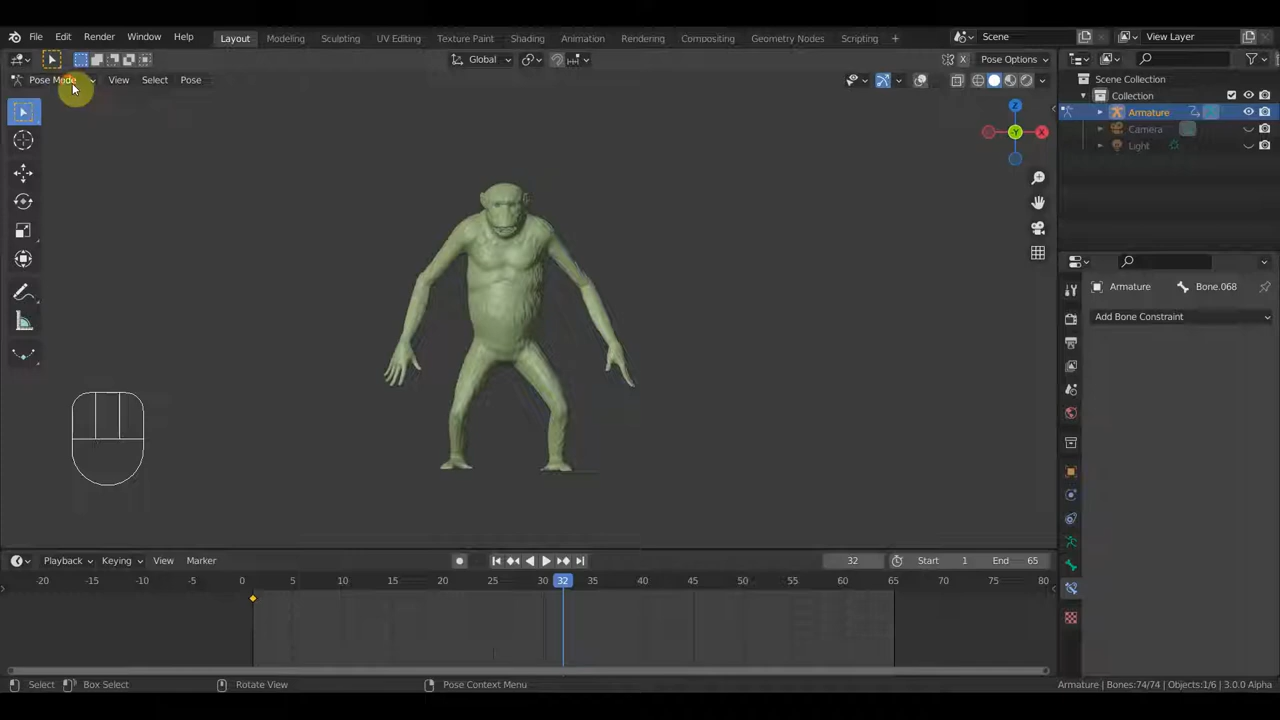 File Edit Render Window Help Layout Modeling Sculpting UV Editing Texture Paint Shading Animation Rendering Compositing Geometry Nodes Scripting + Scene View Layer
Global X Pose Options
Pose Mode View Select Pose
Scene Collection
Collection
Armature
Camera
Light
Z
-Y X
Armature Bone.068
Add Bone Constraint
Playback Keying View Marker 32 Start 1 End 65
-20 -15 -10 -5 0 5 10 15 20 25 30 32 35 40 45 50 55 60 65 70 75 80
Select Box Select Rotate View Pose Context Menu Armature | Bones:74/74 | Objects:1/6 | 3.0.0 Alpha